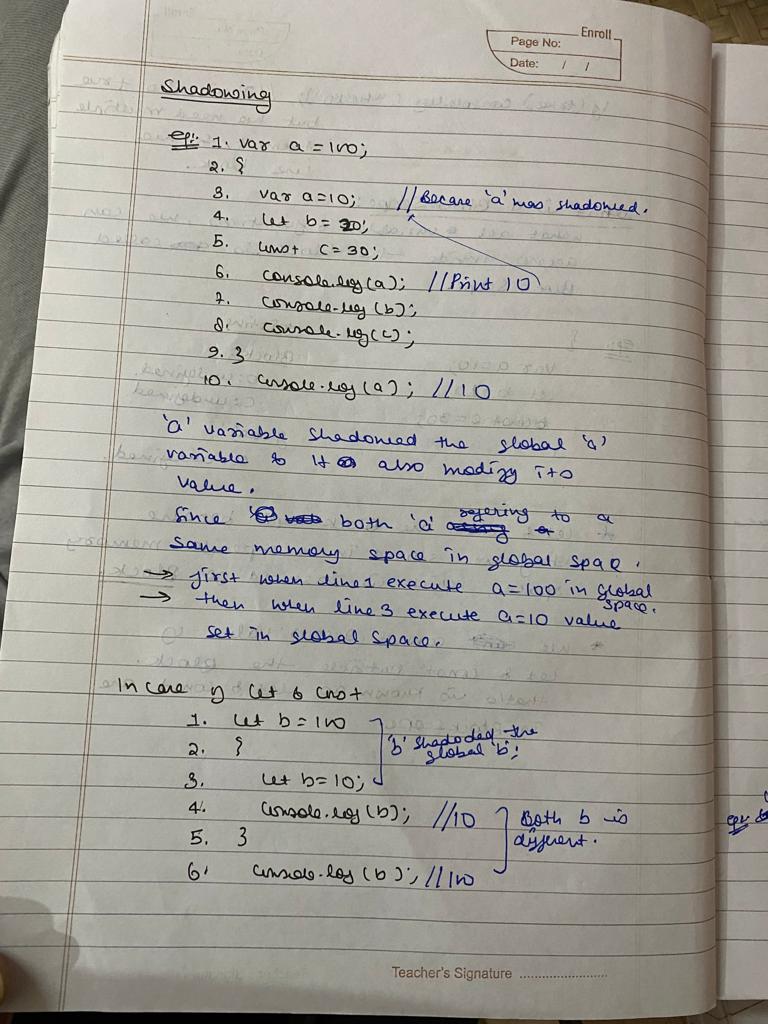 Enroll
Page No:
Date: / /
Shadowing
eg:- 1. var a = 100;
2. {
3. var a=10; // Because 'a' was shadowed.
4. let b = 20;
5. const c = 30;
6. console.log(a); // Print 10
7. console.log(b);
8. console.log(c);
9. }
10. console.log(a); // 10
'a' variable shadowed the global 'a'
variable & it also modify its
value.
Since both 'a' refering to a
same memory space in global space.
→ first when line 1 execute a=100 in global
space.
→ then when line 3 execute a=10 value
set in global space.
In case of let & const
1. let b = 100
2. { 'b' shadoded the
global 'b';
3. let b=10;
4. console.log(b); // 10 Both b is
5. } different.
6. console.log(b); // 100
eg:
Teacher's Signature ........................